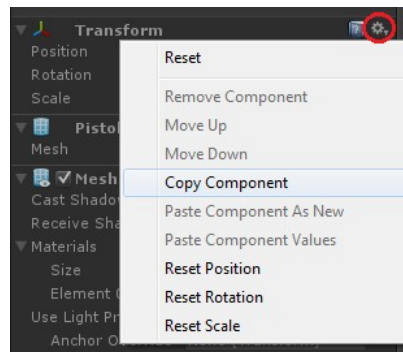 Transform
Position
Rotation
Scale
Pistol
Mesh
Mesh
Cast Shado
Receive Sha
Materials
Size
Element
Use Light Pr
Anchor
Reset
Remove Component
Move Up
Move Down
Copy Component
Paste Component As New
Paste Component Values
Reset Position
Reset Rotation
Reset Scale